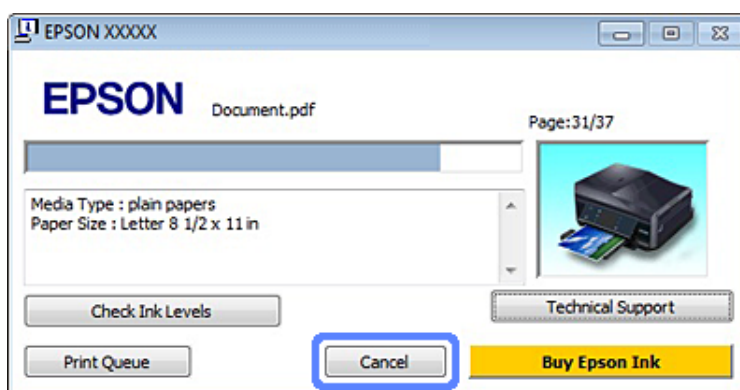 EPSON XXXXX
EPSON Document.pdf
Page:31/37
Media Type : plain papers
Paper Size : Letter 8 1/2 x 11 in
Check Ink Levels
Technical Support
Print Queue
Cancel
Buy Epson Ink